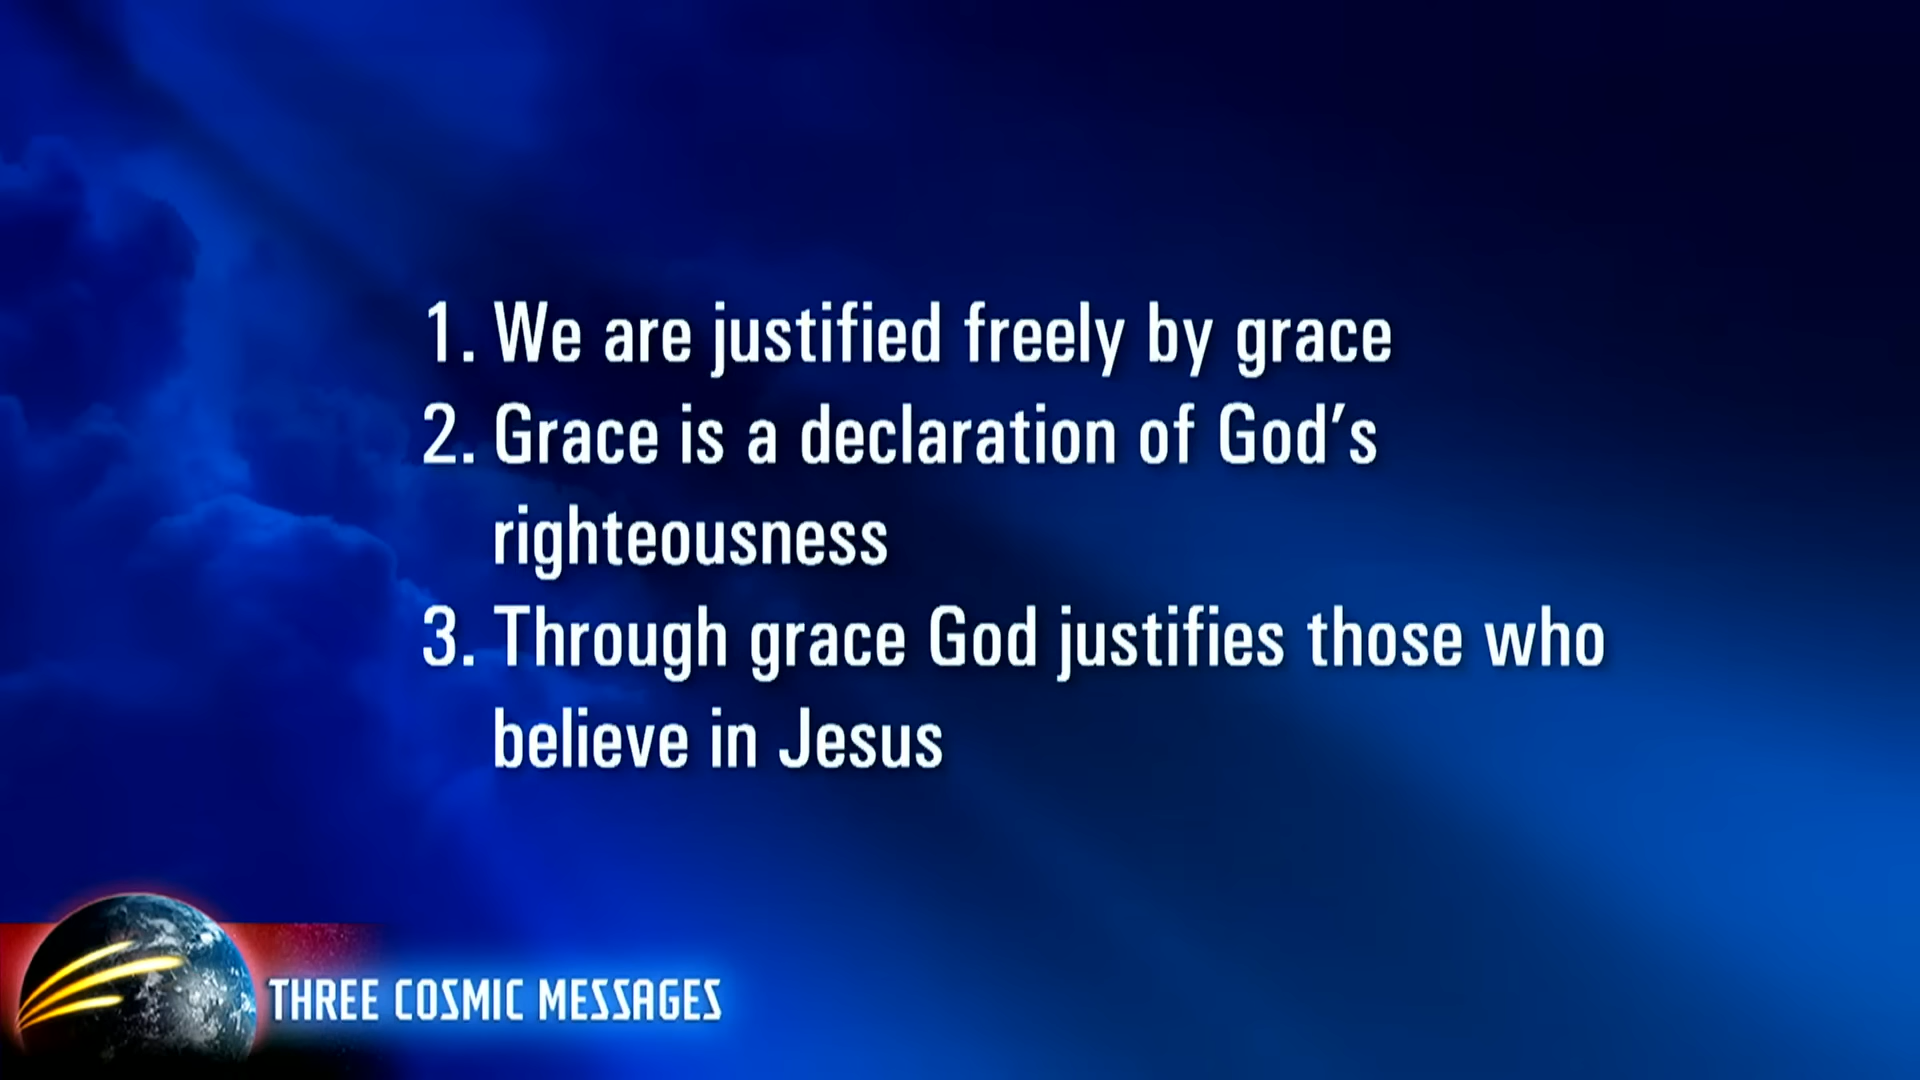 1. We are justified freely by grace
2. Grace is a declaration of God’s
righteousness
3. Through grace God justifies those who
believe in Jesus
THREE COSMIC MESSAGES